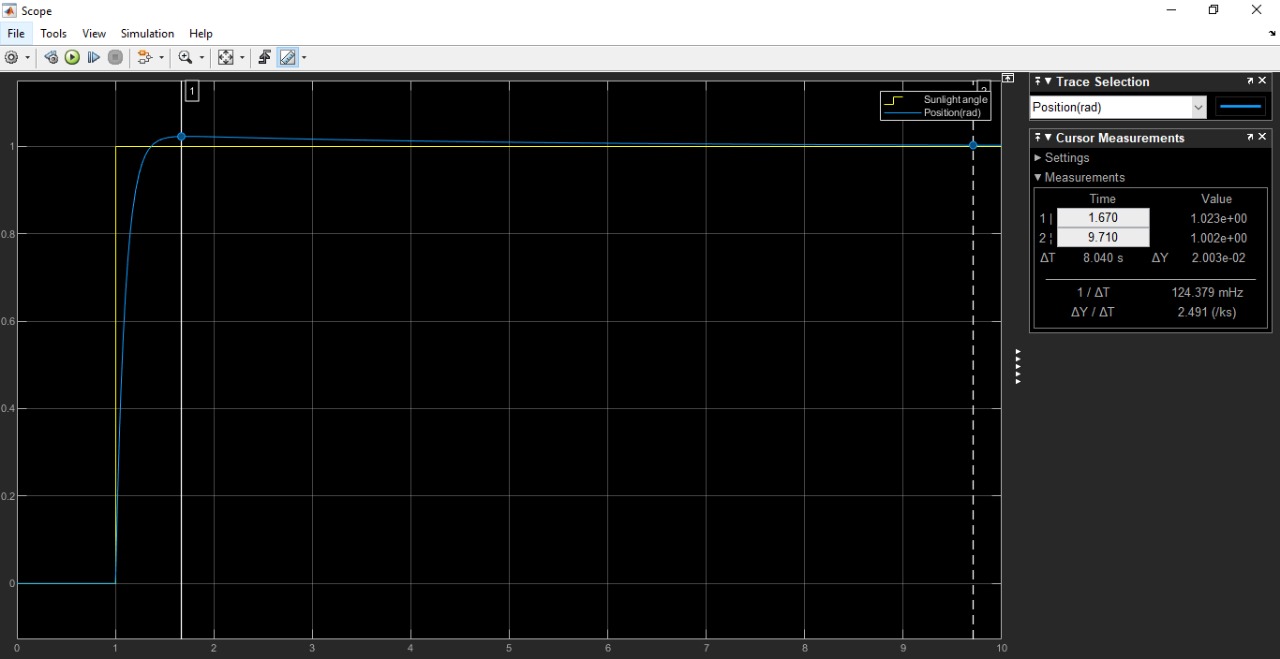 Scope
File Tools View Simulation Help
1
2
Sunlight angle
Position(rad)
1
0.8
0.6
0.4
0.2
0
0 1 2 3 4 5 6 7 8 9 10
Trace Selection
Position(rad)
Cursor Measurements
Settings
Measurements
Time Value
1 | 1.670 1.023e+00
2 ¦ 9.710 1.002e+00
ΔT 8.040 s ΔY 2.003e-02
1 / ΔT 124.379 mHz
ΔY / ΔT 2.491 (/ks)